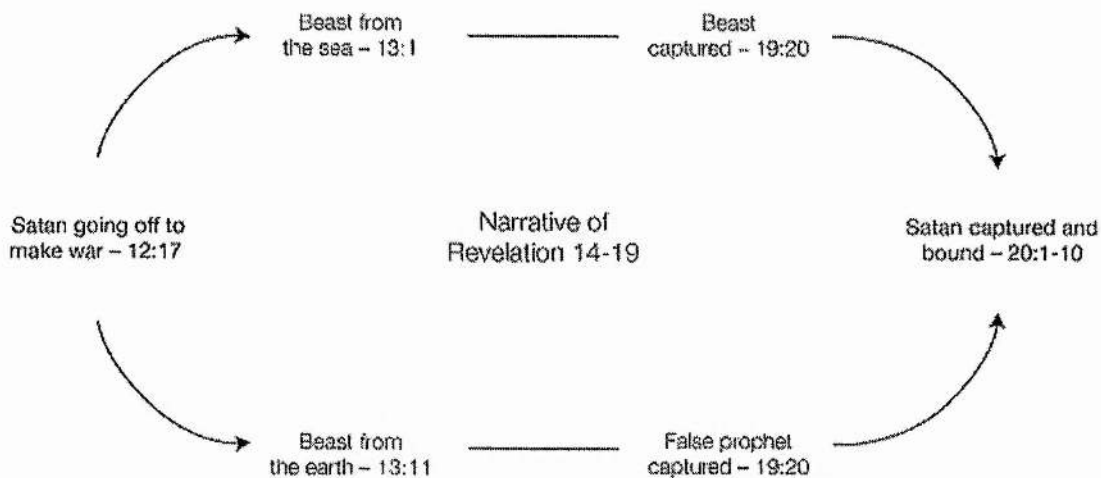 Beast from
the sea – 13:1
Beast
captured – 19:20
Satan going off to
make war – 12:17
Narrative of
Revelation 14-19
Satan captured and
bound – 20:1-10
Beast from
the earth – 13:11
False prophet
captured – 19:20